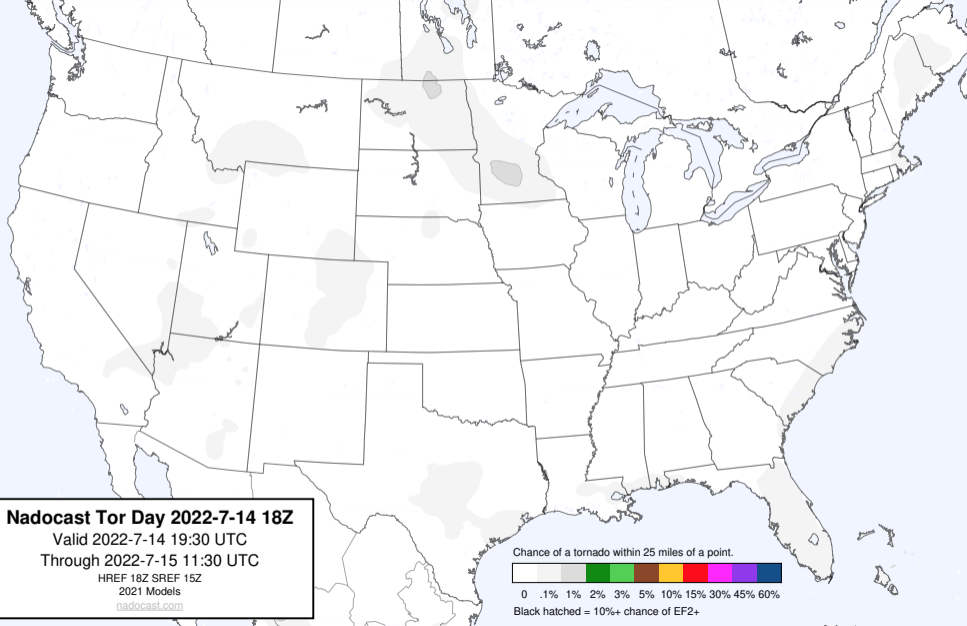 Nadocast Tor Day 2022-7-14 18Z
Valid 2022-7-14 19:30 UTC
Through 2022-7-15 11:30 UTC
HREF 18Z SREF 15Z
2021 Models
nadocast.com
Chance of a tornado within 25 miles of a point.
0 .1% 1% 2% 3% 5% 10% 15% 30% 45% 60%
Black hatched = 10%+ chance of EF2+